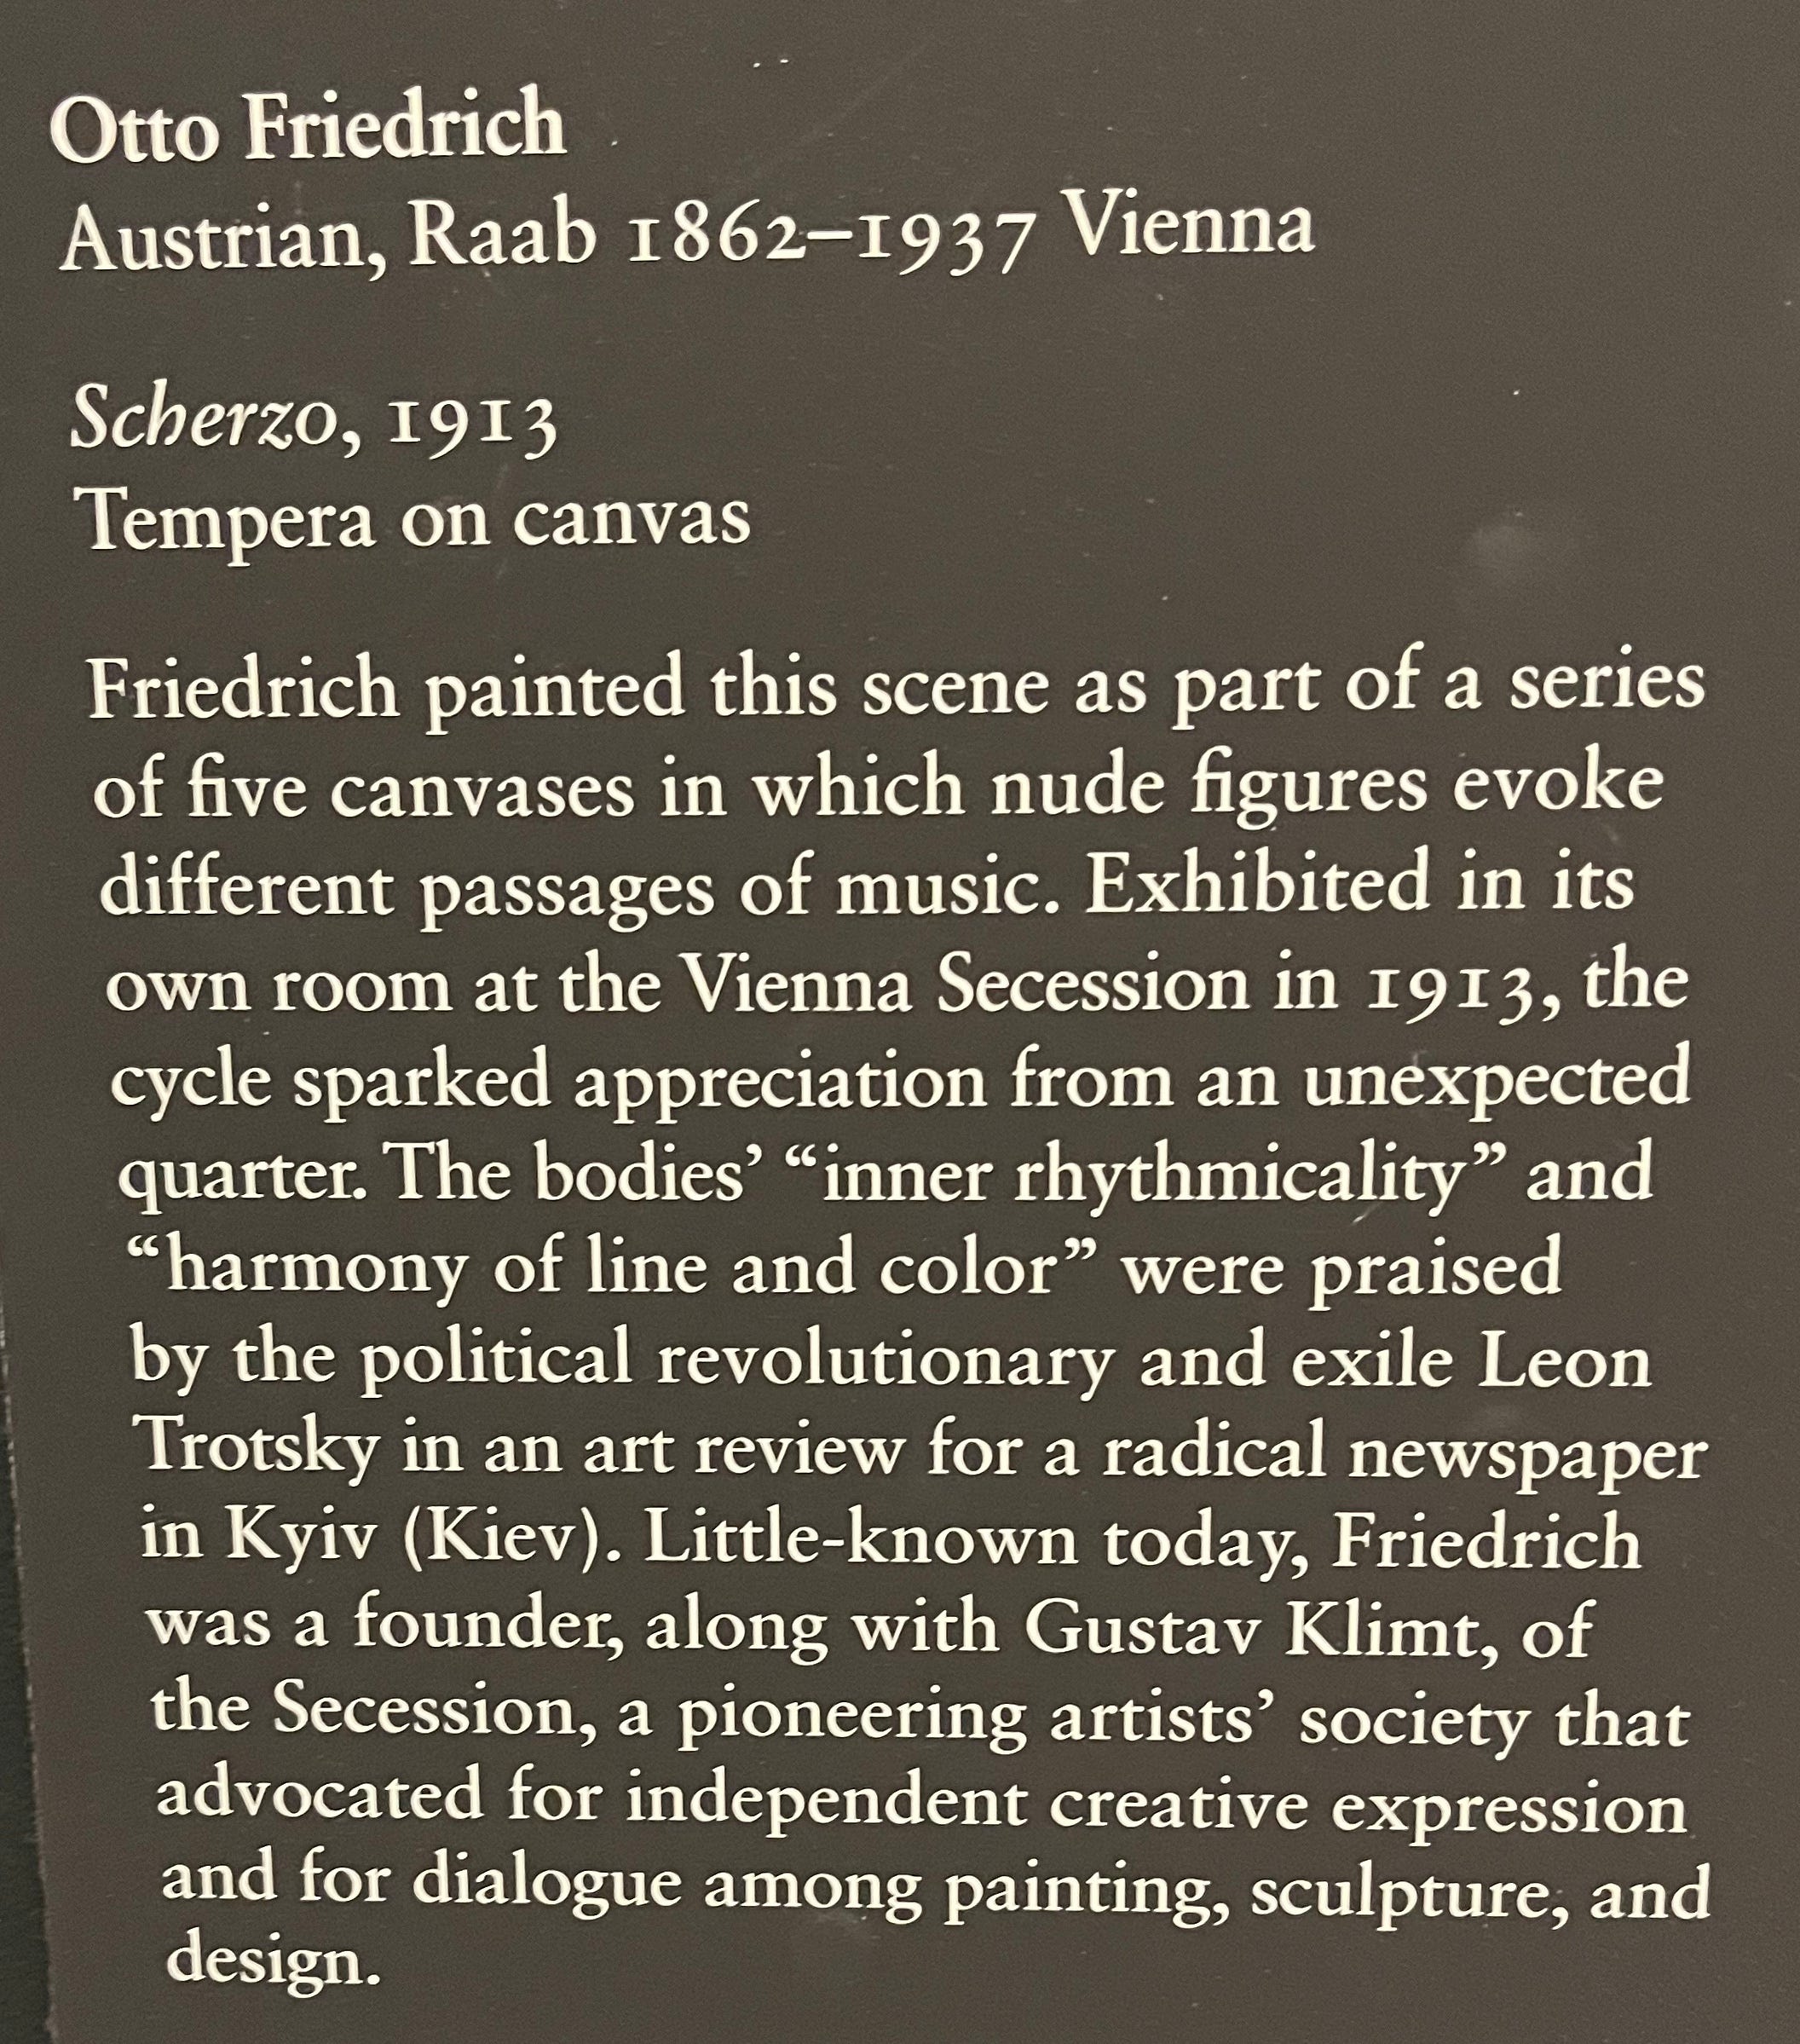 Otto Friedrich
Austrian, Raab 1862–1937 Vienna
Scherzo, 1913
Tempera on canvas
Friedrich painted this scene as part of a series
of five canvases in which nude figures evoke
different passages of music. Exhibited in its
own room at the Vienna Secession in 1913, the
cycle sparked appreciation from an unexpected
quarter. The bodies’ “inner rhythmicality” and
“harmony of line and color” were praised
by the political revolutionary and exile Leon
Trotsky in an art review for a radical newspaper
in Kyiv (Kiev). Little-known today, Friedrich
was a founder, along with Gustav Klimt, of
the Secession, a pioneering artists’ society that
advocated for independent creative expression
and for dialogue among painting, sculpture, and
design.